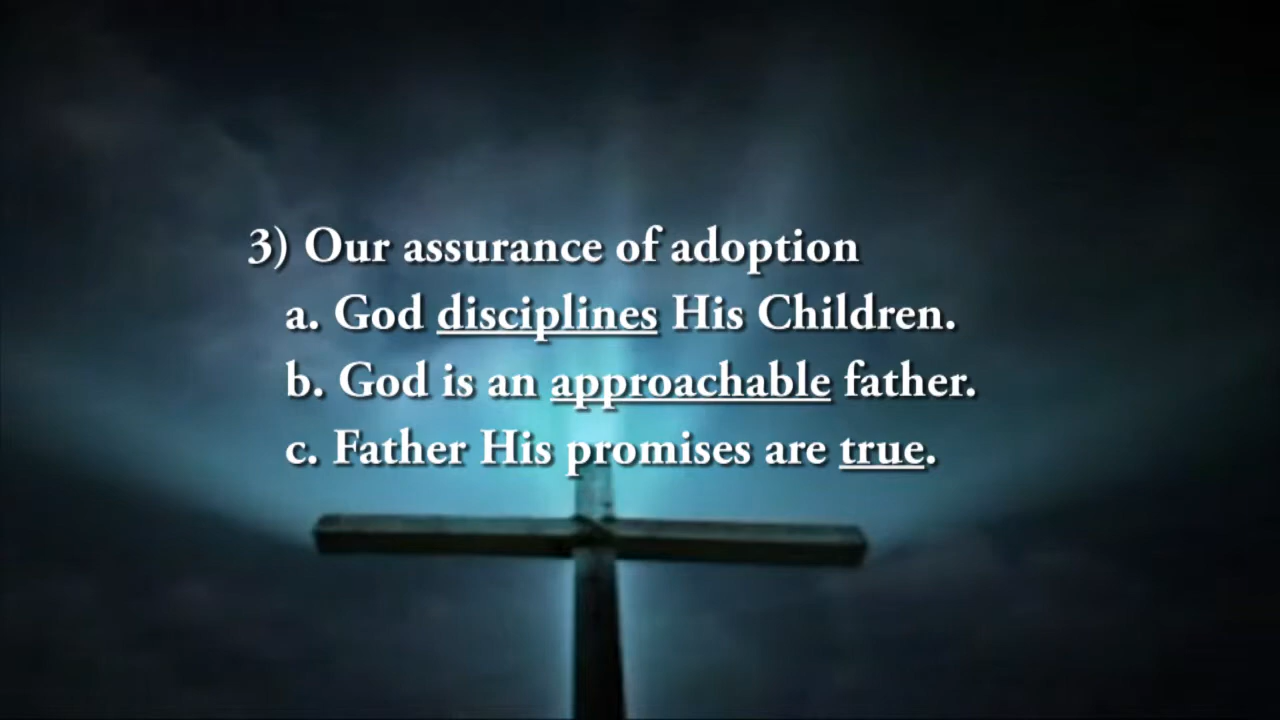 3) Our assurance of adoption
a. God disciplines His Children.
b. God is an approachable father.
c. Father His promises are true.